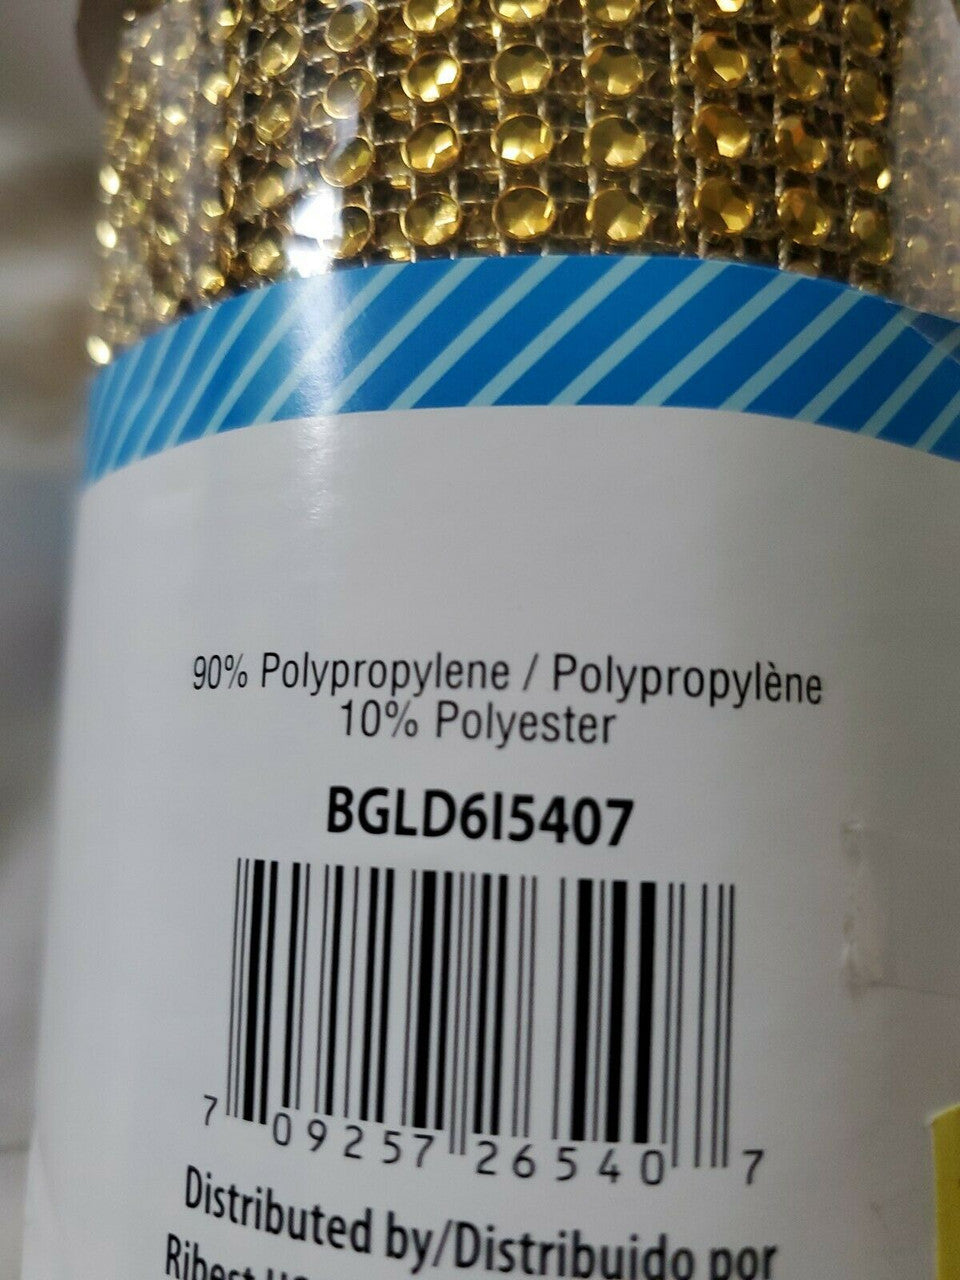 90% Polypropylene / Polypropylène
10% Polyester
BGLD6I5407
7 09257 26540 7
Distributed by/Distribuido por